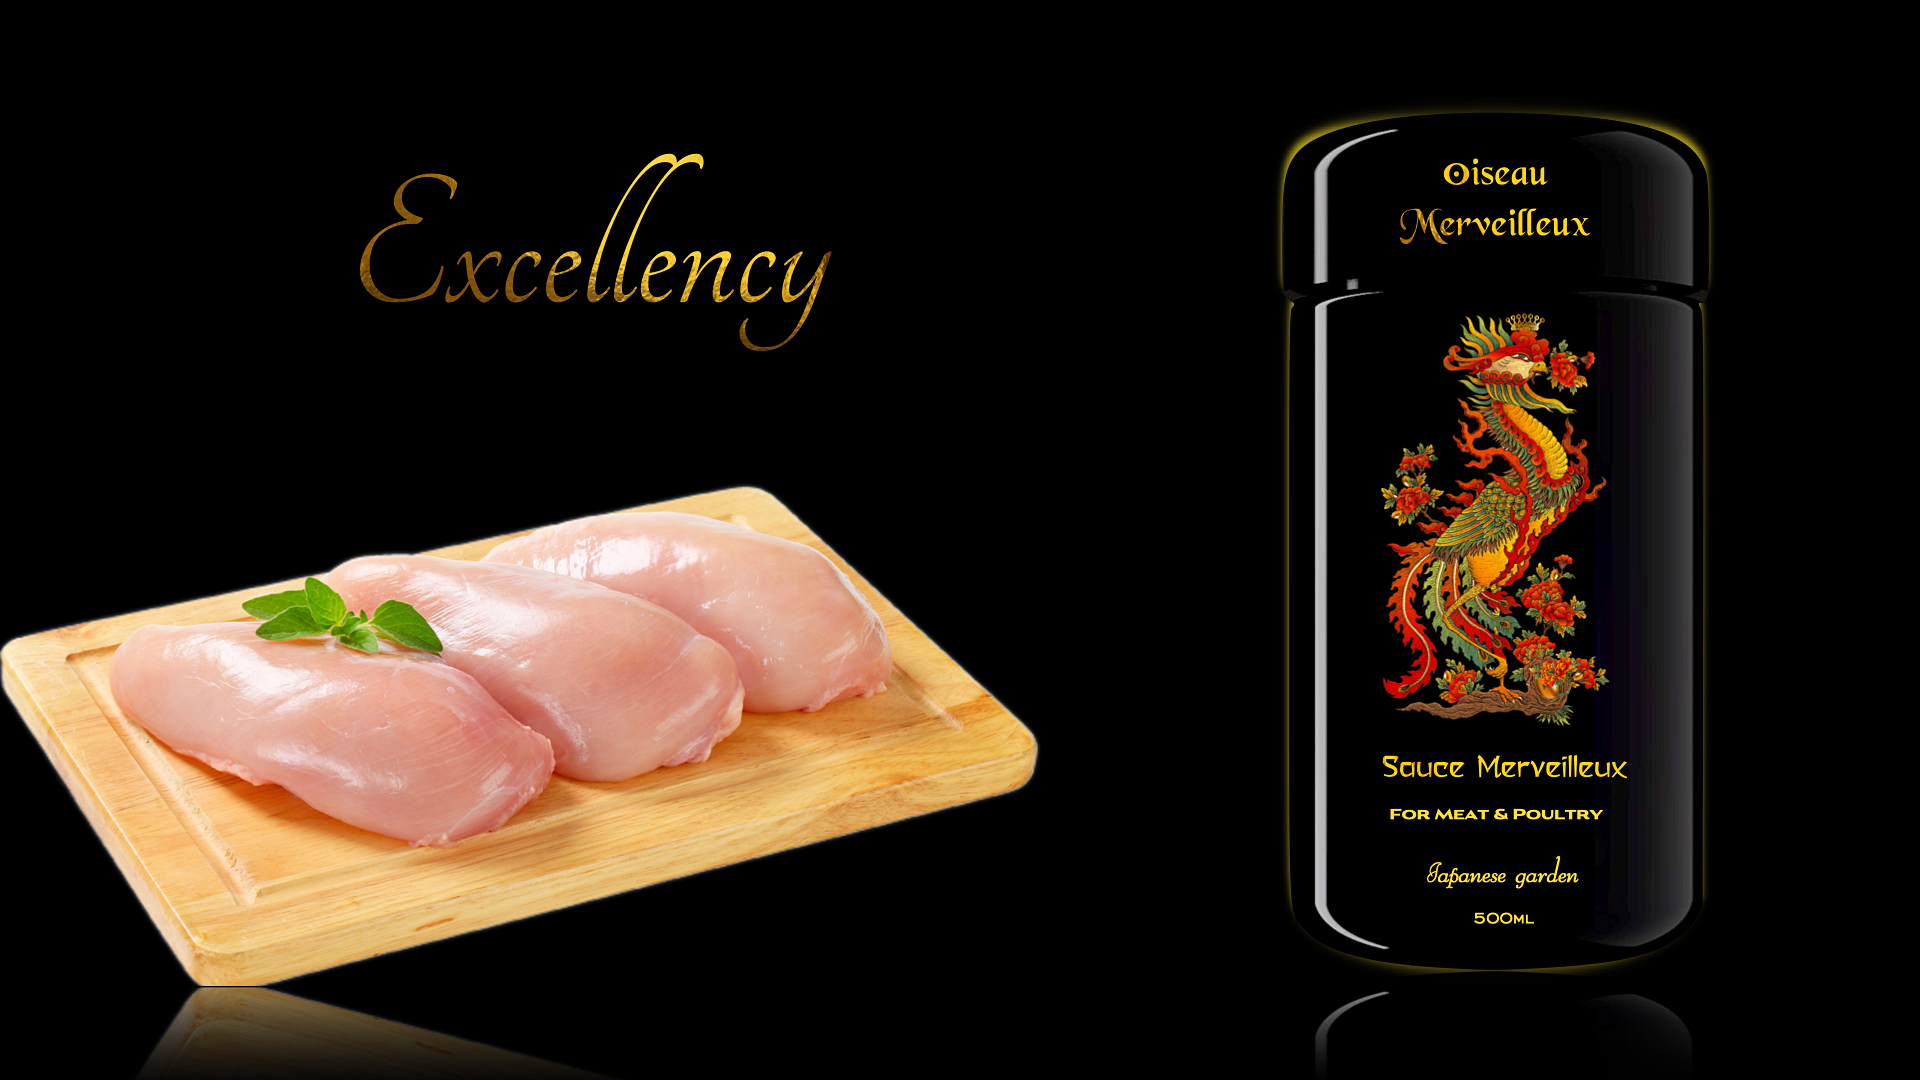 Excellency
Oiseau
Merveilleux
Sauce Merveilleux
For Meat & Poultry
Japanese garden
500ML